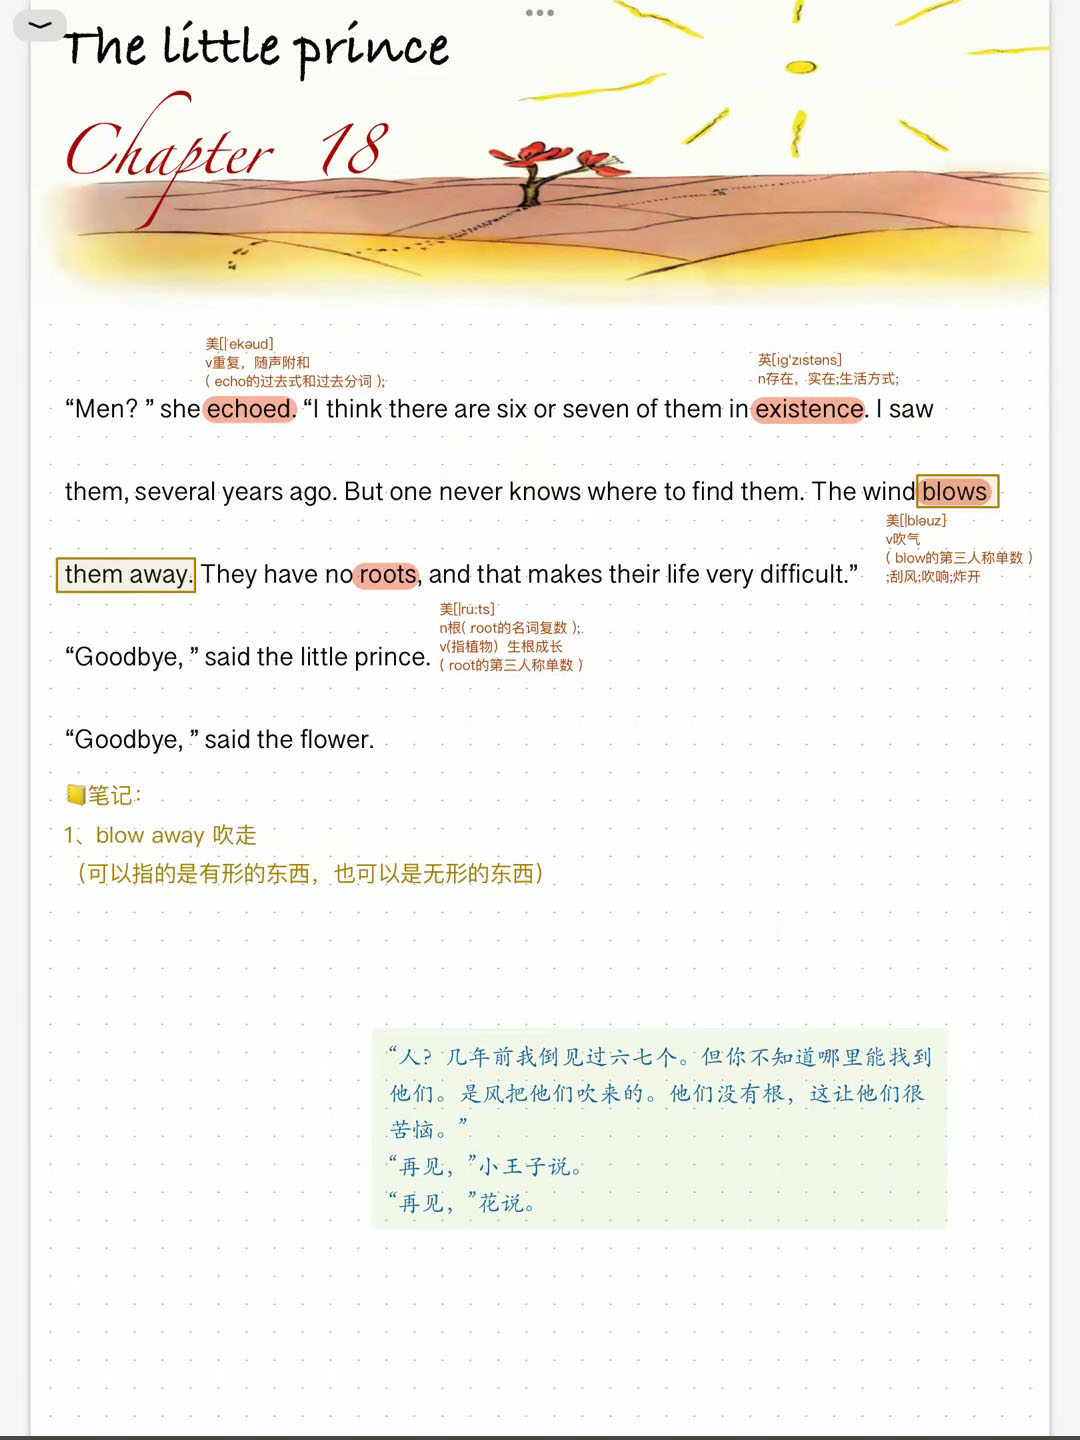 The little prince
Chapter 18
美[ˈekəud]
v重复，随声附和
( echo的过去式和过去分词 );
英[ɪg'zɪstəns]
n存在，实在;生活方式;
“Men? ” she echoed. “I think there are six or seven of them in existence. I saw
them, several years ago. But one never knows where to find them. The wind blows
美[|bləuz}
v吹气
( blow的第三人称单数 )
;刮风;吹响;炸开
them away. They have no roots, and that makes their life very difficult.”
美[|ru:ts]
n根( root的名词复数 );
v(指植物）生根成长
( root的第三人称单数 )
“Goodbye, ” said the little prince.
“Goodbye, ” said the flower.
笔记：
1、blow away 吹走
（可以指的是有形的东西，也可以是无形的东西）
“人？几年前我倒见过六七个。但你不知道哪里能找到
他们。是风把他们吹来的。他们没有根，这让他们很
苦恼。”
“再见，”小王子说。
“再见，”花说。